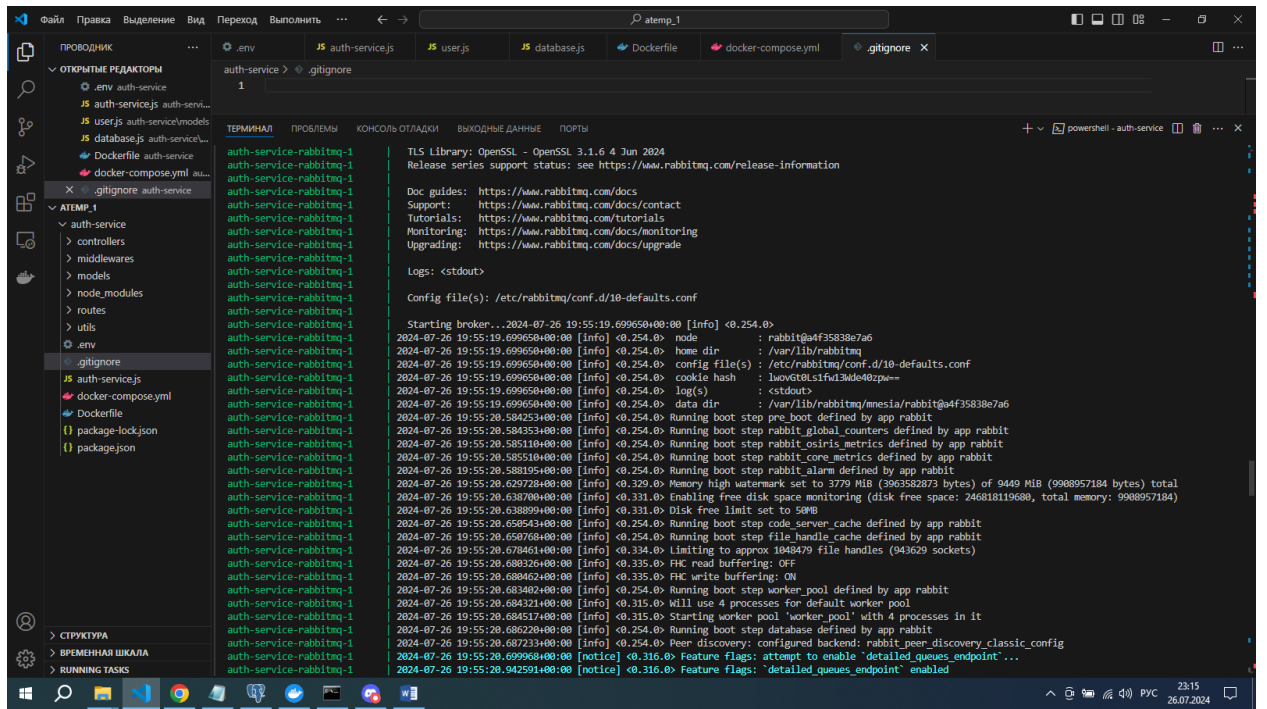 Файл Правка Выделение Вид Переход Выполнить ··· atemp_1
ПРОВОДНИК ···
.env auth-service.js user.js database.js Dockerfile docker-compose.yml .gitignore
ОТКРЫТЫЕ РЕДАКТОРЫ
.env auth-service
auth-service.js auth-servi...
user.js auth-service\models
database.js auth-service\...
Dockerfile auth-service
docker-compose.yml au...
.gitignore auth-service
ATEMP_1
auth-service
controllers
middlewares
models
node_modules
routes
utils
.env
.gitignore
auth-service.js
docker-compose.yml
Dockerfile
package-lock.json
package.json
СТРУКТУРА
ВРЕМЕННАЯ ШКАЛА
RUNNING TASKS
auth-service > .gitignore
1
ТЕРМИНАЛ ПРОБЛЕМЫ КОНСОЛЬ ОТЛАДКИ ВЫХОДНЫЕ ДАННЫЕ ПОРТЫ powershell - auth-service
auth-service-rabbitmq-1 | TLS Library: OpenSSL - OpenSSL 3.1.6 4 Jun 2024
auth-service-rabbitmq-1 | Release series support status: see https://www.rabbitmq.com/release-information
auth-service-rabbitmq-1 |
auth-service-rabbitmq-1 | Doc guides: https://www.rabbitmq.com/docs
auth-service-rabbitmq-1 | Support: https://www.rabbitmq.com/docs/contact
auth-service-rabbitmq-1 | Tutorials: https://www.rabbitmq.com/tutorials
auth-service-rabbitmq-1 | Monitoring: https://www.rabbitmq.com/docs/monitoring
auth-service-rabbitmq-1 | Upgrading: https://www.rabbitmq.com/docs/upgrade
auth-service-rabbitmq-1 |
auth-service-rabbitmq-1 | Logs: <stdout>
auth-service-rabbitmq-1 |
auth-service-rabbitmq-1 | Config file(s): /etc/rabbitmq/conf.d/10-defaults.conf
auth-service-rabbitmq-1 |
auth-service-rabbitmq-1 | Starting broker...2024-07-26 19:55:19.699650+00:00 [info] <0.254.0>
auth-service-rabbitmq-1 | 2024-07-26 19:55:19.699650+00:00 [info] <0.254.0> node : rabbit@a4f35838e7a6
auth-service-rabbitmq-1 | 2024-07-26 19:55:19.699650+00:00 [info] <0.254.0> home dir : /var/lib/rabbitmq
auth-service-rabbitmq-1 | 2024-07-26 19:55:19.699650+00:00 [info] <0.254.0> config file(s) : /etc/rabbitmq/conf.d/10-defaults.conf
auth-service-rabbitmq-1 | 2024-07-26 19:55:19.699650+00:00 [info] <0.254.0> cookie hash : lwovGt0Ls1fw13Wde40zpw==
auth-service-rabbitmq-1 | 2024-07-26 19:55:19.699650+00:00 [info] <0.254.0> log(s) : <stdout>
auth-service-rabbitmq-1 | 2024-07-26 19:55:19.699650+00:00 [info] <0.254.0> data dir : /var/lib/rabbitmq/mnesia/rabbit@a4f35838e7a6
auth-service-rabbitmq-1 | 2024-07-26 19:55:20.584253+00:00 [info] <0.254.0> Running boot step pre_boot defined by app rabbit
auth-service-rabbitmq-1 | 2024-07-26 19:55:20.584353+00:00 [info] <0.254.0> Running boot step rabbit_global_counters defined by app rabbit
auth-service-rabbitmq-1 | 2024-07-26 19:55:20.585110+00:00 [info] <0.254.0> Running boot step rabbit_osiris_metrics defined by app rabbit
auth-service-rabbitmq-1 | 2024-07-26 19:55:20.585510+00:00 [info] <0.254.0> Running boot step rabbit_core_metrics defined by app rabbit
auth-service-rabbitmq-1 | 2024-07-26 19:55:20.588195+00:00 [info] <0.254.0> Running boot step rabbit_alarm defined by app rabbit
auth-service-rabbitmq-1 | 2024-07-26 19:55:20.629728+00:00 [info] <0.329.0> Memory high watermark set to 3779 MiB (3963582873 bytes) of 9449 MiB (9908957184 bytes) total
auth-service-rabbitmq-1 | 2024-07-26 19:55:20.638700+00:00 [info] <0.331.0> Enabling free disk space monitoring (disk free space: 246818119680, total memory: 9908957184)
auth-service-rabbitmq-1 | 2024-07-26 19:55:20.638899+00:00 [info] <0.331.0> Disk free limit set to 50MB
auth-service-rabbitmq-1 | 2024-07-26 19:55:20.650543+00:00 [info] <0.254.0> Running boot step code_server_cache defined by app rabbit
auth-service-rabbitmq-1 | 2024-07-26 19:55:20.650768+00:00 [info] <0.254.0> Running boot step file_handle_cache defined by app rabbit
auth-service-rabbitmq-1 | 2024-07-26 19:55:20.678461+00:00 [info] <0.334.0> Limiting to approx 1048479 file handles (943629 sockets)
auth-service-rabbitmq-1 | 2024-07-26 19:55:20.680326+00:00 [info] <0.335.0> FHC read buffering: OFF
auth-service-rabbitmq-1 | 2024-07-26 19:55:20.680462+00:00 [info] <0.335.0> FHC write buffering: ON
auth-service-rabbitmq-1 | 2024-07-26 19:55:20.683402+00:00 [info] <0.254.0> Running boot step worker_pool defined by app rabbit
auth-service-rabbitmq-1 | 2024-07-26 19:55:20.684321+00:00 [info] <0.315.0> Will use 4 processes for default worker pool
auth-service-rabbitmq-1 | 2024-07-26 19:55:20.684517+00:00 [info] <0.315.0> Starting worker pool 'worker_pool' with 4 processes in it
auth-service-rabbitmq-1 | 2024-07-26 19:55:20.686220+00:00 [info] <0.254.0> Running boot step database defined by app rabbit
auth-service-rabbitmq-1 | 2024-07-26 19:55:20.687233+00:00 [info] <0.254.0> Peer discovery: configured backend: rabbit_peer_discovery_classic_config
auth-service-rabbitmq-1 | 2024-07-26 19:55:20.699968+00:00 [notice] <0.316.0> Feature flags: attempt to enable `detailed_queues_endpoint`...
auth-service-rabbitmq-1 | 2024-07-26 19:55:20.942591+00:00 [notice] <0.316.0> Feature flags: `detailed_queues_endpoint` enabled
РУС 23:15
26.07.2024